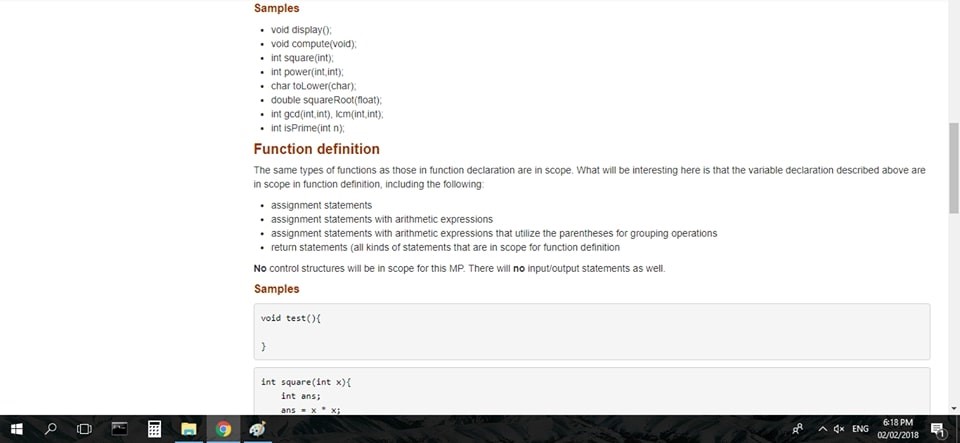 Samples
• void display();
• void compute(void);
• int square(int);
• int power(int,int);
• char toLower(char);
• double squareRoot(float);
• int gcd(int,int), lcm(int,int);
• int isPrime(int n);
Function definition
The same types of functions as those in function declaration are in scope. What will be interesting here is that the variable declaration described above are
in scope in function definition, including the following:
• assignment statements
• assignment statements with arithmetic expressions
• assignment statements with arithmetic expressions that utilize the parentheses for grouping operations
• return statements (all kinds of statements that are in scope for function definition
No control structures will be in scope for this MP. There will no input/output statements as well.
Samples
void test(){
}
int square(int x){
int ans;
ans = x * x;
ENG
6:18 PM
02/02/2018
1